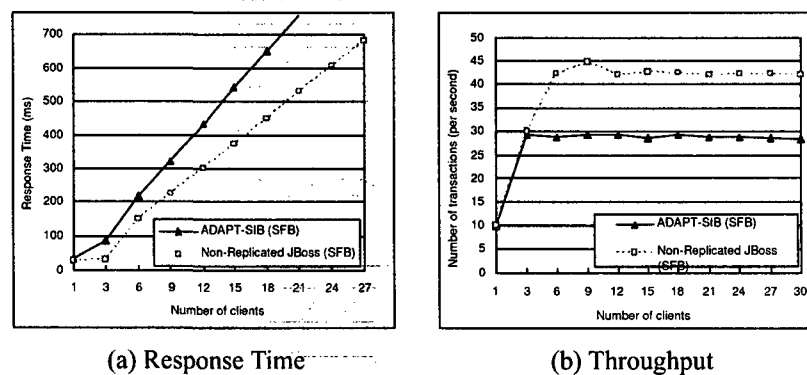 700
600
500
400
300
200
100
0
Response Time (ms)
ADAPT-SIB (SFB)
Non-Replicated JBoss (SFB)
1 3 6 9 12 15 18 21 24 27
Number of clients
(a) Response Time
50
45
40
35
30
25
20
15
10
5
0
Number of transactions (per second)
ADAPT-SIB (SFB)
Non-Replicated JBoss
(SFB)
1 3 6 9 12 15 18 21 24 27 30
Number of clients
(b) Throughput